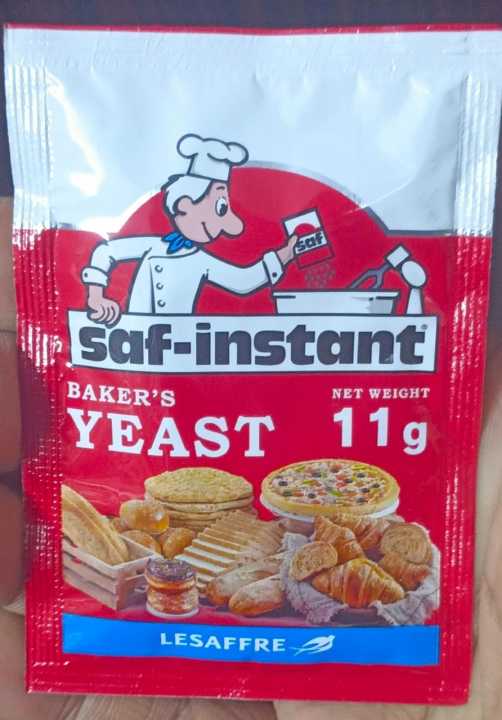 saf
saf-instant®
BAKER'S
YEAST
NET WEIGHT
11g
LESAFFRE